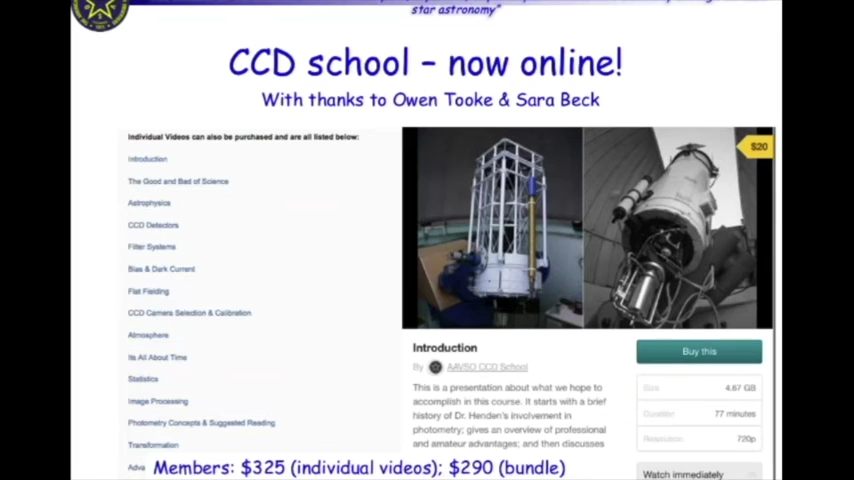 star astronomy"
CCD school – now online!
With thanks to Owen Tooke & Sara Beck
Individual Videos can also be purchased and are all listed below:
Introduction
The Good and Bad of Science
Astrophysics
CCD Detectors
Filter Systems
Bias & Dark Current
Flat Fielding
CCD Camera Selection & Calibration
Atmosphere
Its All About Time
Statistics
Image Processing
Photometry Concepts & Suggested Reading
Transformation
Adva
$20
Introduction
By AAVSO CCD School
This is a presentation about what we hope to
accomplish in this course. It starts with a brief
history of Dr. Henden's involvement in
photometry; gives an overview of professional
and amateur advantages; and then discusses
Buy this
Size 4.67 GB
Duration 77 minutes
Resolution 720p
Watch immediately
Members: $325 (individual videos); $290 (bundle)